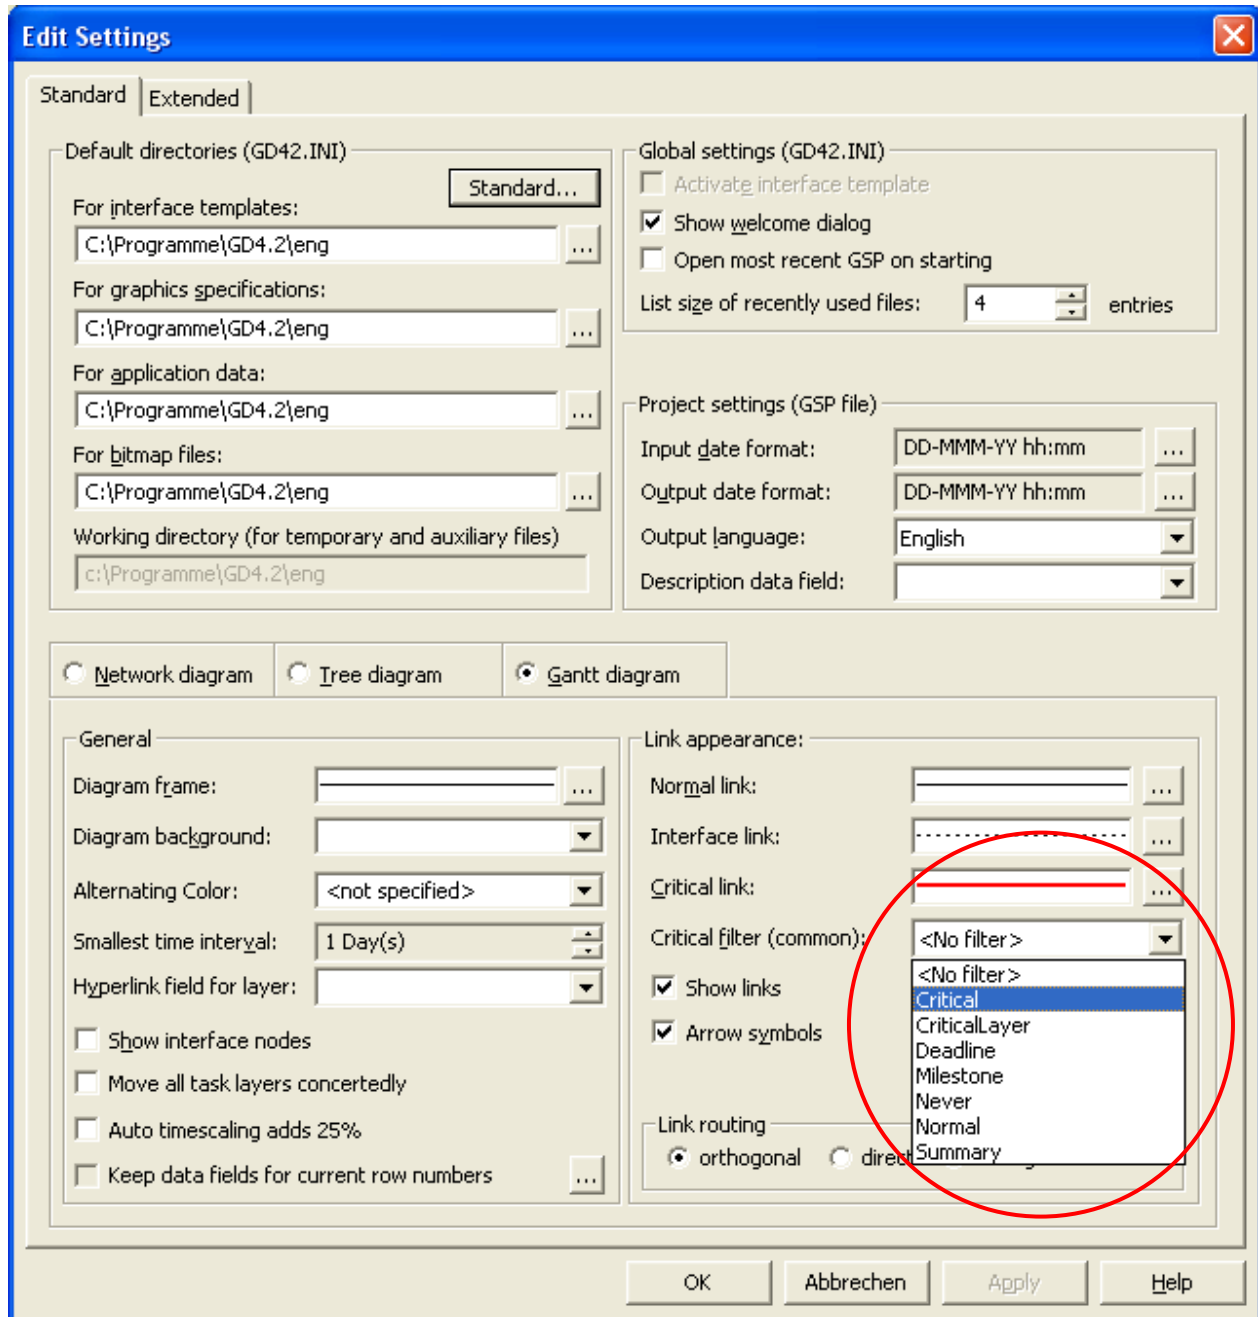 Edit Settings
Standard
Extended
Default directories (GD42.INI)
Standard...
For interface templates:
C:\Programme\GD4.2\eng
...
For graphics specifications:
C:\Programme\GD4.2\eng
...
For application data:
C:\Programme\GD4.2\eng
...
For bitmap files:
C:\Programme\GD4.2\eng
...
Working directory (for temporary and auxiliary files)
c:\Programme\GD4.2\eng
Global settings (GD42.INI)
Activate interface template
Show welcome dialog
Open most recent GSP on starting
List size of recently used files: 4 entries
Project settings (GSP file)
Input date format: DD-MMM-YY hh:mm ...
Output date format: DD-MMM-YY hh:mm ...
Output language: English
Description data field:
Network diagram
Tree diagram
Gantt diagram
General
Diagram frame: ...
Diagram background:
Alternating Color: <not specified>
Smallest time interval: 1 Day(s)
Hyperlink field for layer:
Show interface nodes
Move all task layers concertedly
Auto timescaling adds 25%
Keep data fields for current row numbers ...
Link appearance:
Normal link: ...
Interface link: ...
Critical link: ...
Critical filter (common): <No filter>
<No filter>
Critical
CriticalLayer
Deadline
Milestone
Never
Normal
Summary
Show links
Arrow symbols
Link routing
orthogonal
OK
Abbrechen
Apply
Help